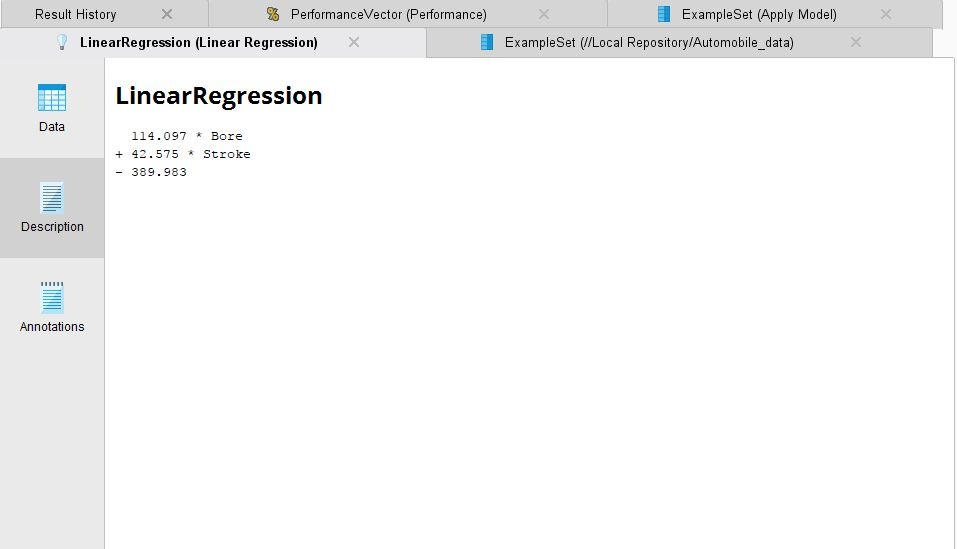 Result History
PerformanceVector (Performance)
ExampleSet (Apply Model)
LinearRegression (Linear Regression)
ExampleSet (//Local Repository/Automobile_data)
Data
Description
Annotations
LinearRegression
114.097 * Bore
+ 42.575 * Stroke
- 389.983